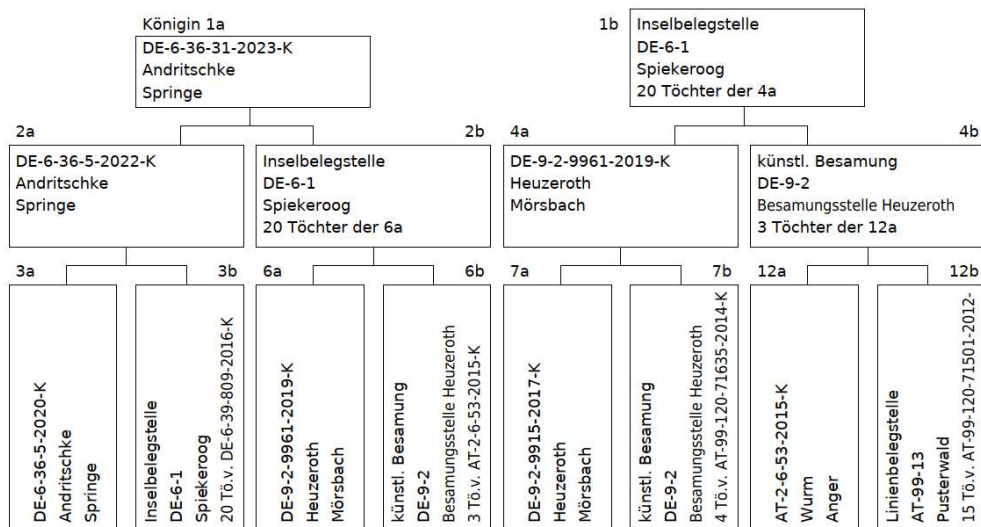 Königin 1a
DE-6-36-31-2023-K
Andritschke
Springe
1b
Inselbelegstelle
DE-6-1
Spiekeroog
20 Töchter der 4a
2a
DE-6-36-5-2022-K
Andritschke
Springe
2b
Inselbelegstelle
DE-6-1
Spiekeroog
20 Töchter der 6a
4a
DE-9-2-9961-2019-K
Heuzeroth
Mörsbach
4b
künstl. Besamung
DE-9-2
Besamungsstelle Heuzeroth
3 Töchter der 12a
3a
DE-6-36-5-2020-K
Andritschke
Springe
3b
Inselbelegstelle
DE-6-1
Spiekeroog
20 Tö.v. DE-6-39-809-2016-K
6a
DE-9-2-9961-2019-K
Heuzeroth
Mörsbach
6b
künstl. Besamung
DE-9-2
Besamungsstelle Heuzeroth
3 Tö.v. AT-2-6-53-2015-K
7a
DE-9-2-9915-2017-K
Heuzeroth
Mörsbach
7b
künstl. Besamung
DE-9-2
Besamungsstelle Heuzeroth
4 Tö.v. AT-99-120-71635-2014-K
12a
AT-2-6-53-2015-K
Wurm
Anger
12b
Linienbelegstelle
AT-99-13
Pusterwald
15 Tö.v. AT-99-120-71501-2012-